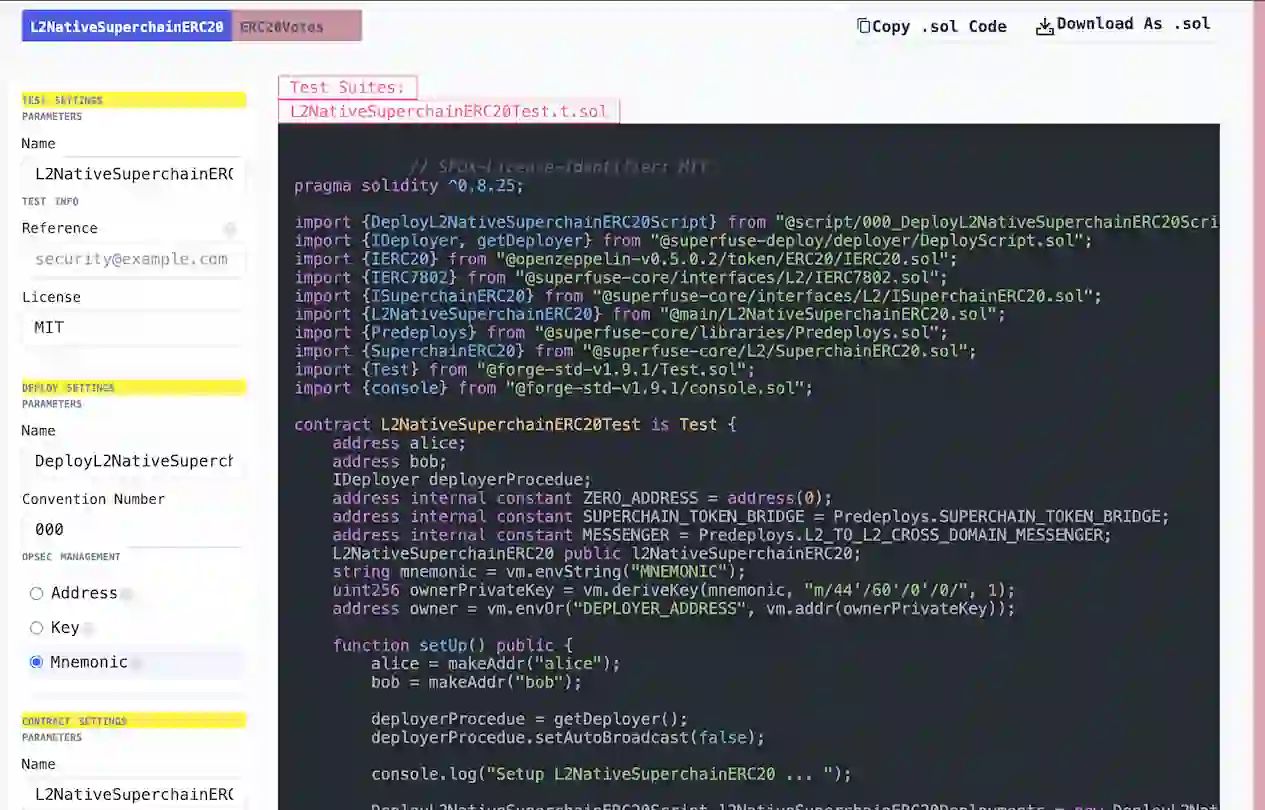 L2NativeSuperchainERC20 ERC20Votes
Copy .sol Code
Download As .sol
TEST SETTINGS
PARAMETERS
Name
L2NativeSuperchainERC
TEST INFO
Reference
security@example.com
License
MIT
DEPLOY SETTINGS
PARAMETERS
Name
DeployL2NativeSuperch
Convention Number
000
OPSEC MANAGEMENT
Address
Key
Mnemonic
CONTRACT SETTINGS
PARAMETERS
Name
L2NativeSuperchainERC
Test Suites:
L2NativeSuperchainERC20Test.t.sol
// SPDX-License-Identifier: MIT
pragma solidity ^0.8.25;
import {DeployL2NativeSuperchainERC20Script} from "@script/000_DeployL2NativeSuperchainERC20Scri
import {IDeployer, getDeployer} from "@superfuse-deploy/deployer/DeployScript.sol";
import {IERC20} from "@openzeppelin-v0.5.0.2/token/ERC20/IERC20.sol";
import {IERC7802} from "@superfuse-core/interfaces/L2/IERC7802.sol";
import {ISuperchainERC20} from "@superfuse-core/interfaces/L2/ISuperchainERC20.sol";
import {L2NativeSuperchainERC20} from "@main/L2NativeSuperchainERC20.sol";
import {Predeploys} from "@superfuse-core/libraries/Predeploys.sol";
import {SuperchainERC20} from "@superfuse-core/L2/SuperchainERC20.sol";
import {Test} from "@forge-std-v1.9.1/Test.sol";
import {console} from "@forge-std-v1.9.1/console.sol";
contract L2NativeSuperchainERC20Test is Test {
address alice;
address bob;
IDeployer deployerProcedue;
address internal constant ZERO_ADDRESS = address(0);
address internal constant SUPERCHAIN_TOKEN_BRIDGE = Predeploys.SUPERCHAIN_TOKEN_BRIDGE;
address internal constant MESSENGER = Predeploys.L2_TO_L2_CROSS_DOMAIN_MESSENGER;
L2NativeSuperchainERC20 public l2NativeSuperchainERC20;
string mnemonic = vm.envString("MNEMONIC");
uint256 ownerPrivateKey = vm.deriveKey(mnemonic, "m/44'/60'/0'/0/", 1);
address owner = vm.envOr("DEPLOYER_ADDRESS", vm.addr(ownerPrivateKey));
function setUp() public {
alice = makeAddr("alice");
bob = makeAddr("bob");
deployerProcedue = getDeployer();
deployerProcedue.setAutoBroadcast(false);
console.log("Setup L2NativeSuperchainERC20 ... ");
DeployL2NativeSuperchainERC20Script l2NativeSuperchainERC20Deployments = new DeployL2Nat